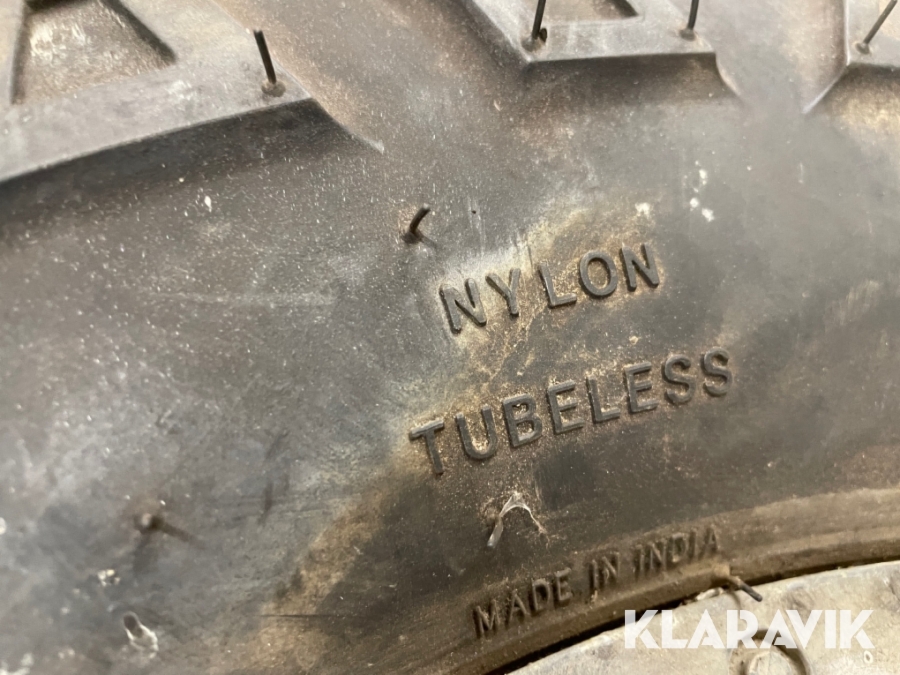 NYLON
TUBELESS
MADE IN INDIA
KLARAVIK